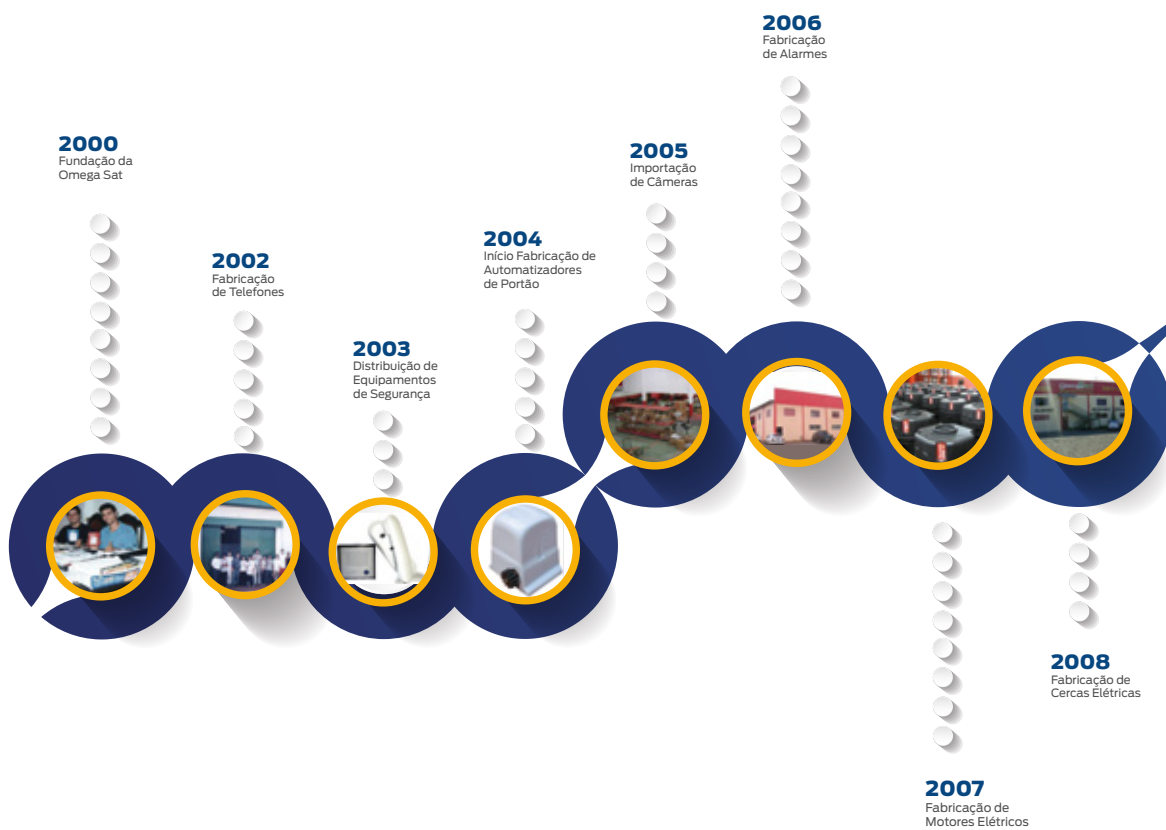 2000
Fundação da
Omega Sat
2002
Fabricação
de Telefones
2003
Distribuição de
Equipamentos
de Segurança
2004
Início Fabricação de
Automatizadores
de Portão
2005
Importação
de Câmeras
2006
Fabricação
de Alarmes
2007
Fabricação de
Motores Elétricos
2008
Fabricação de
Cercas Elétricas